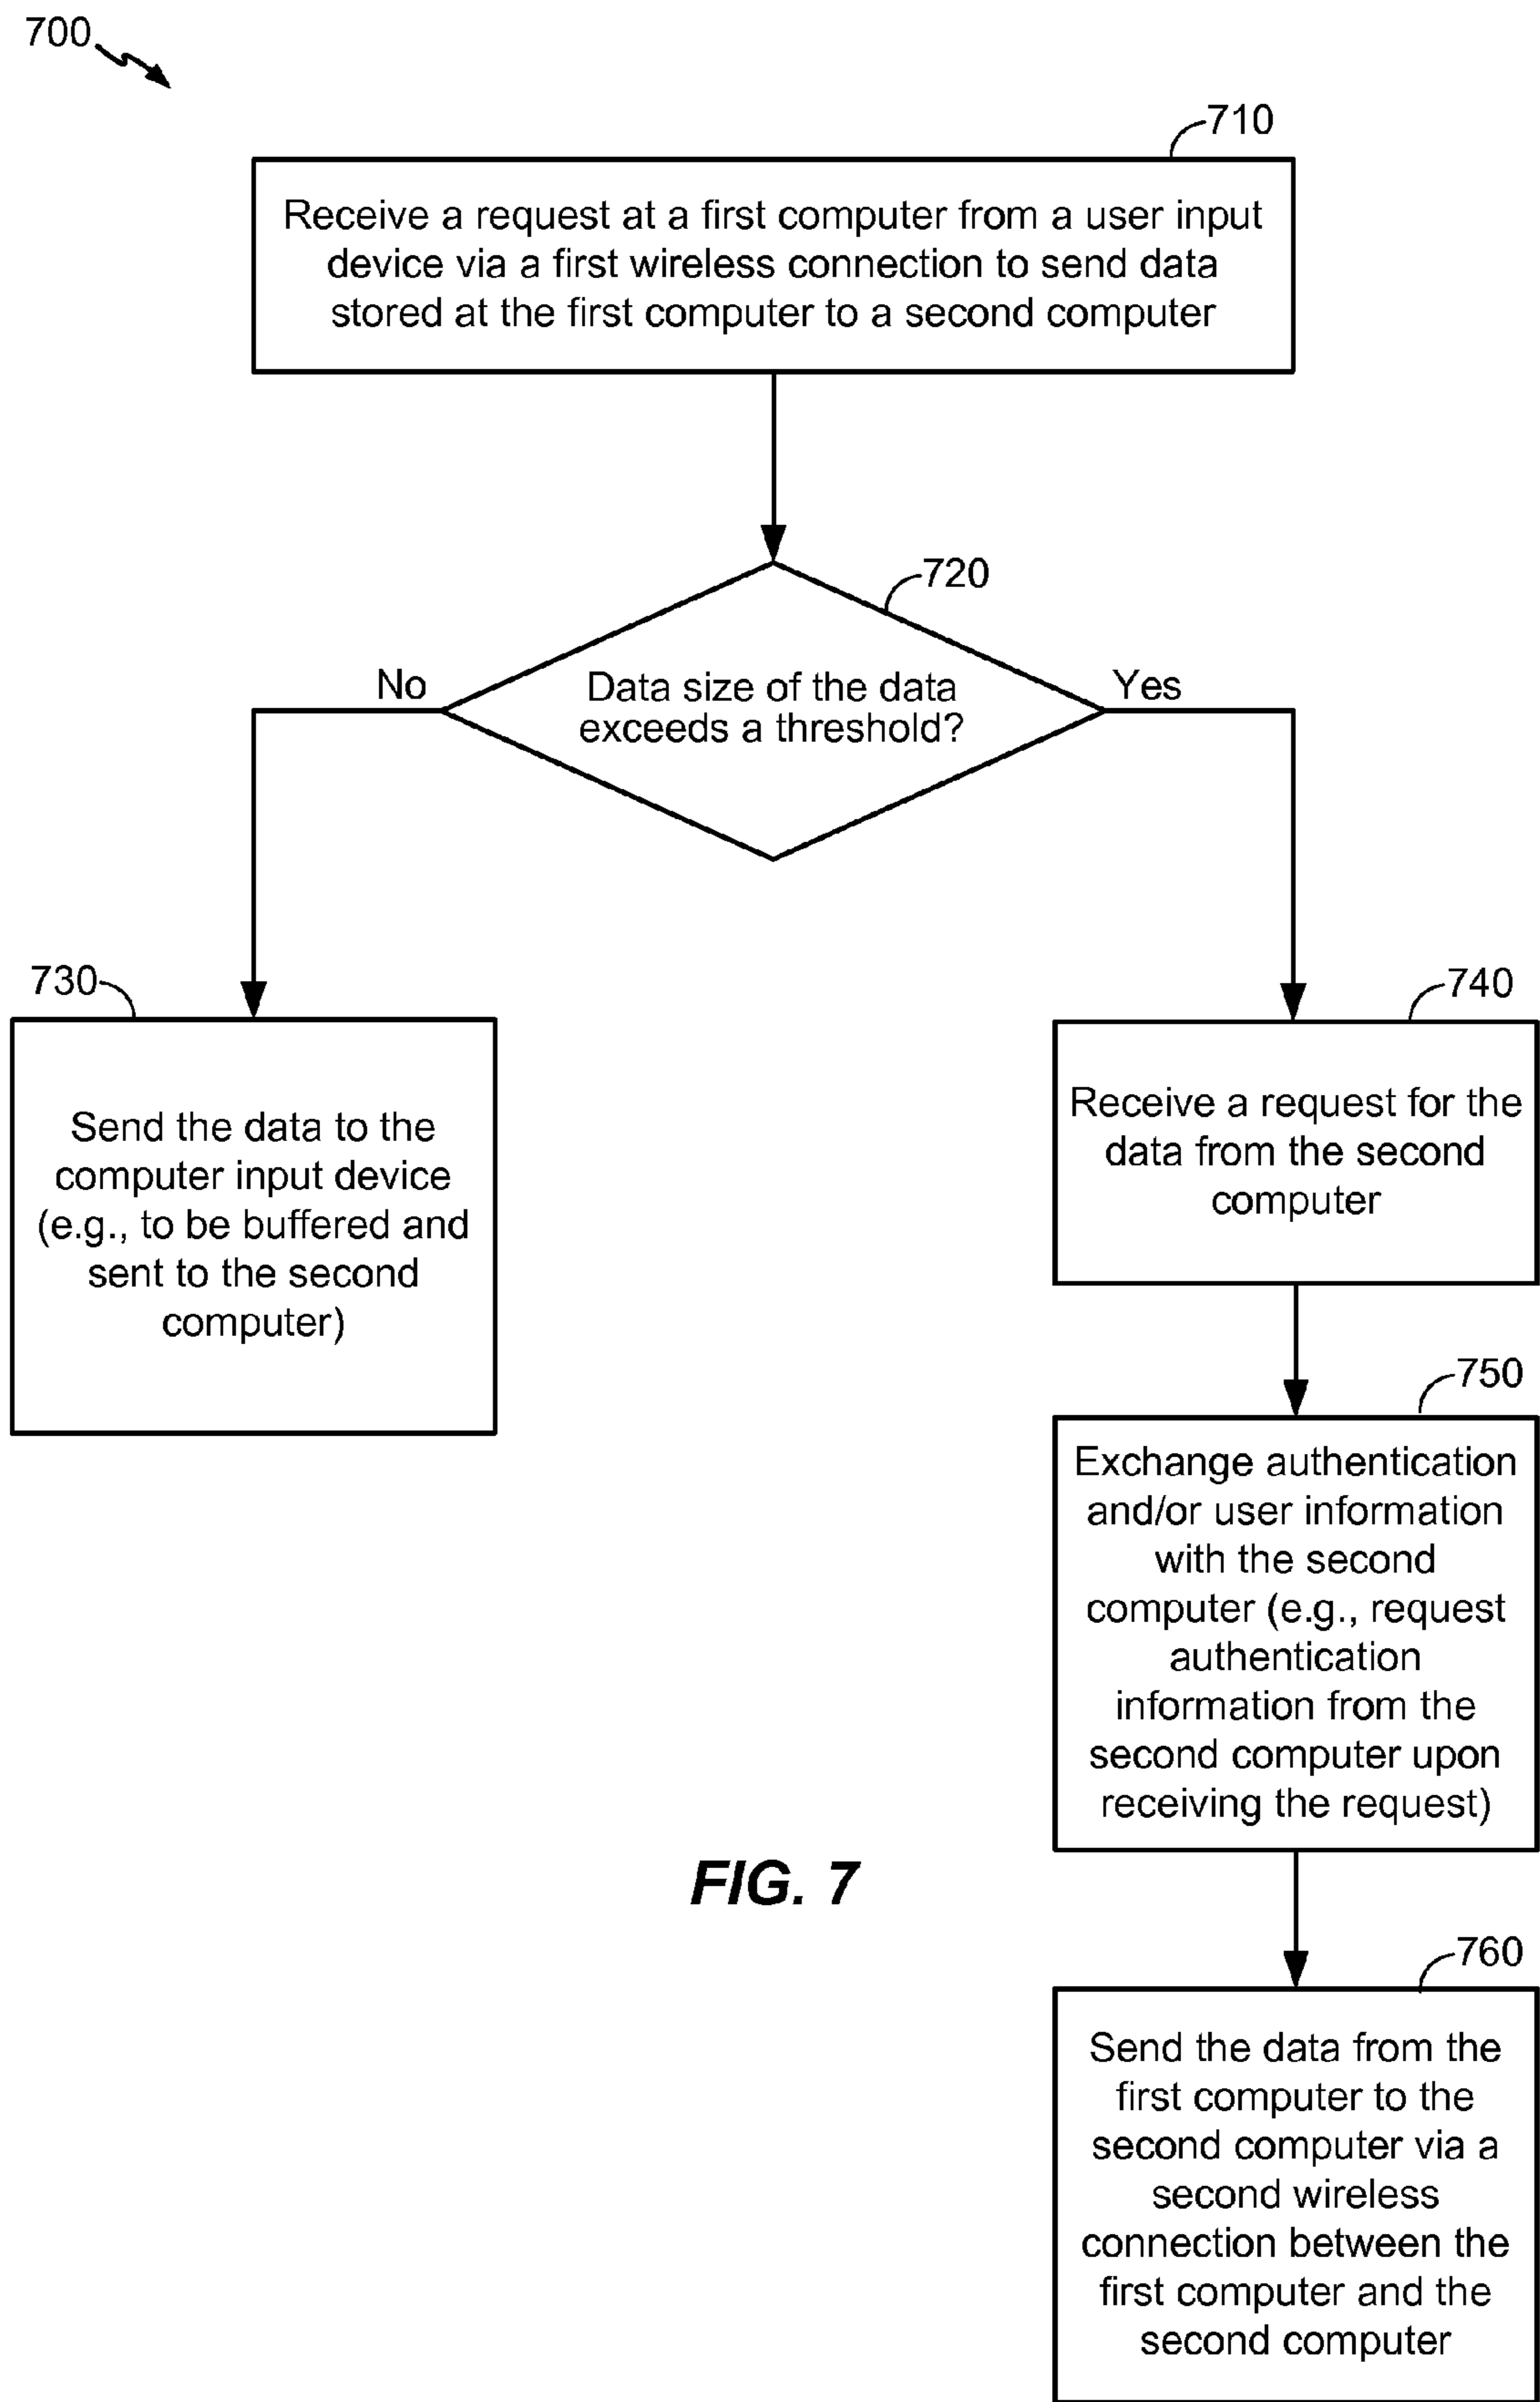 700
710
Receive a request at a first computer from a user input
device via a first wireless connection to send data
stored at the first computer to a second computer
720
No
Data size of the data
exceeds a threshold?
Yes
730
Send the data to the
computer input device
(e.g., to be buffered and
sent to the second
computer)
740
Receive a request for the
data from the second
computer
750
Exchange authentication
and/or user information
with the second
computer (e.g., request
authentication
information from the
second computer upon
receiving the request)
FIG. 7
760
Send the data from the
first computer to the
second computer via a
second wireless
connection between the
first computer and the
second computer